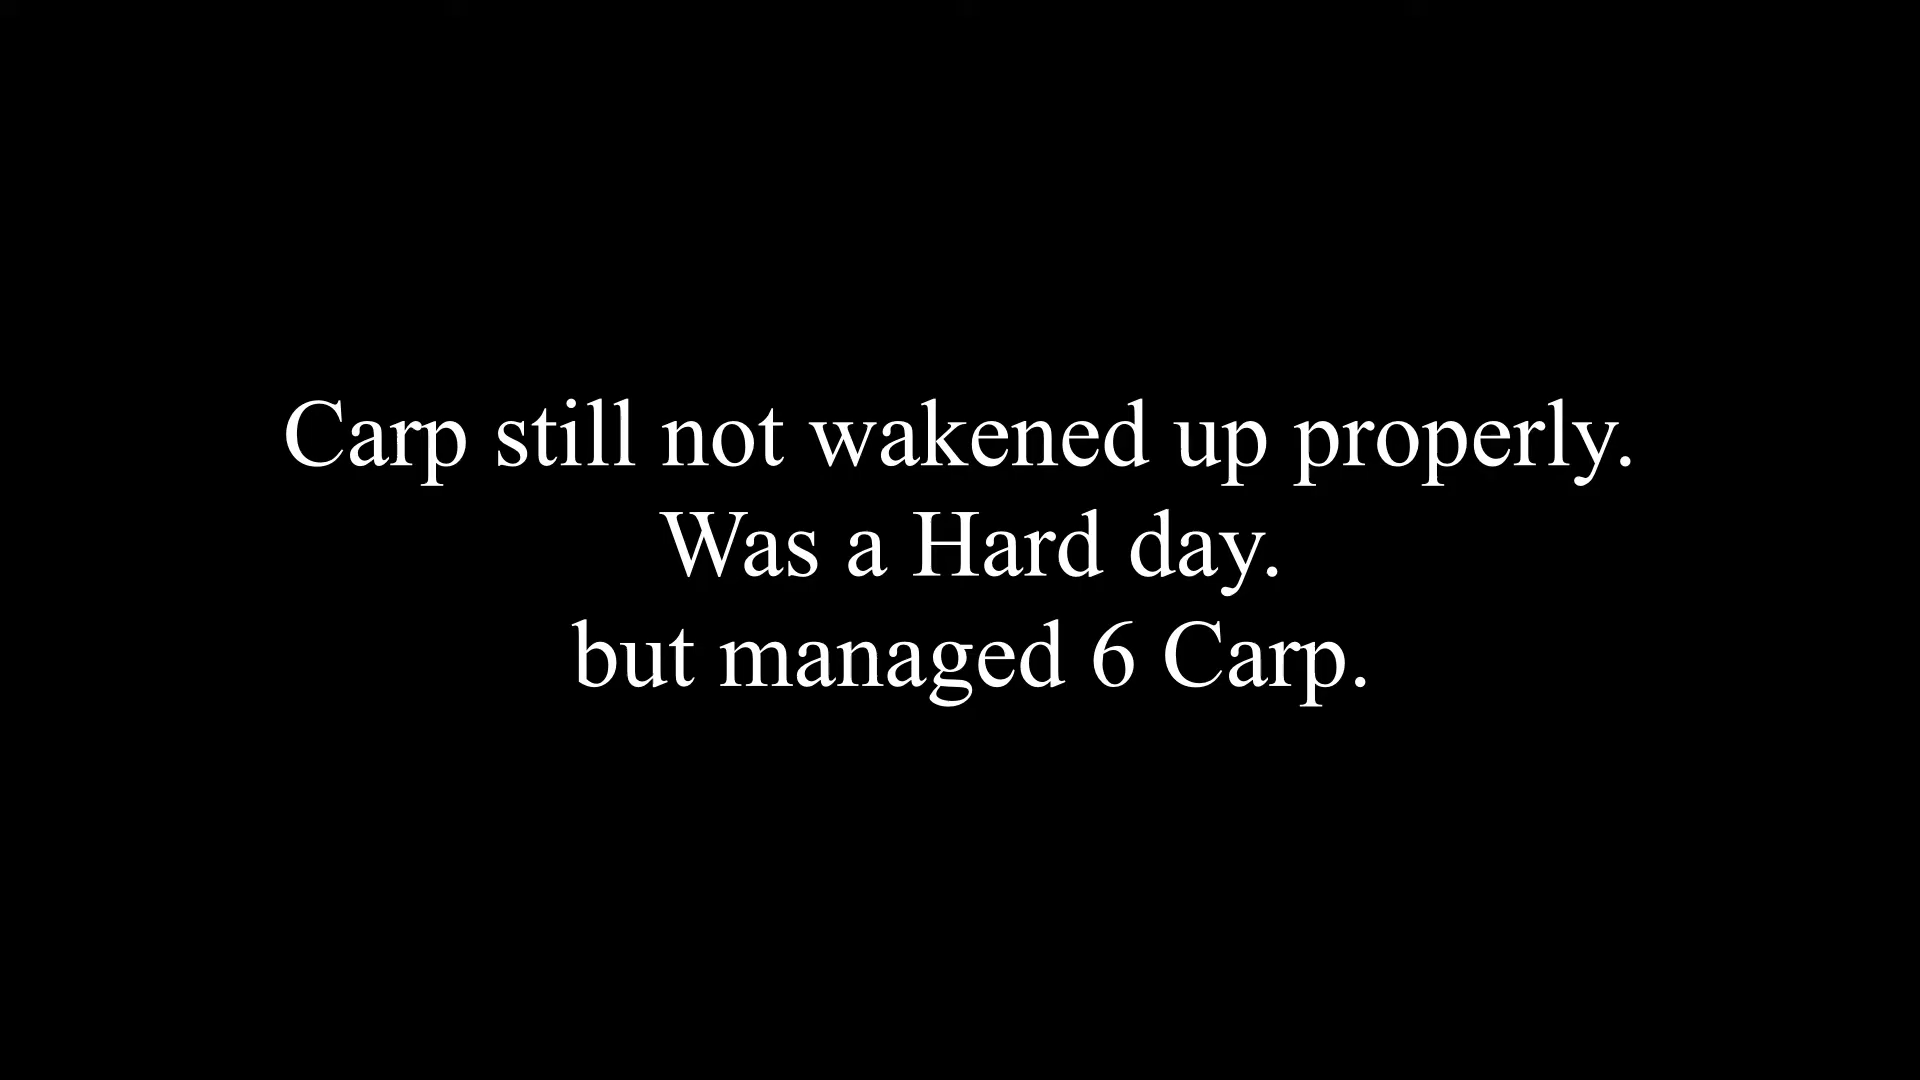 Carp still not wakened up properly.
Was a Hard day.
but managed 6 Carp.